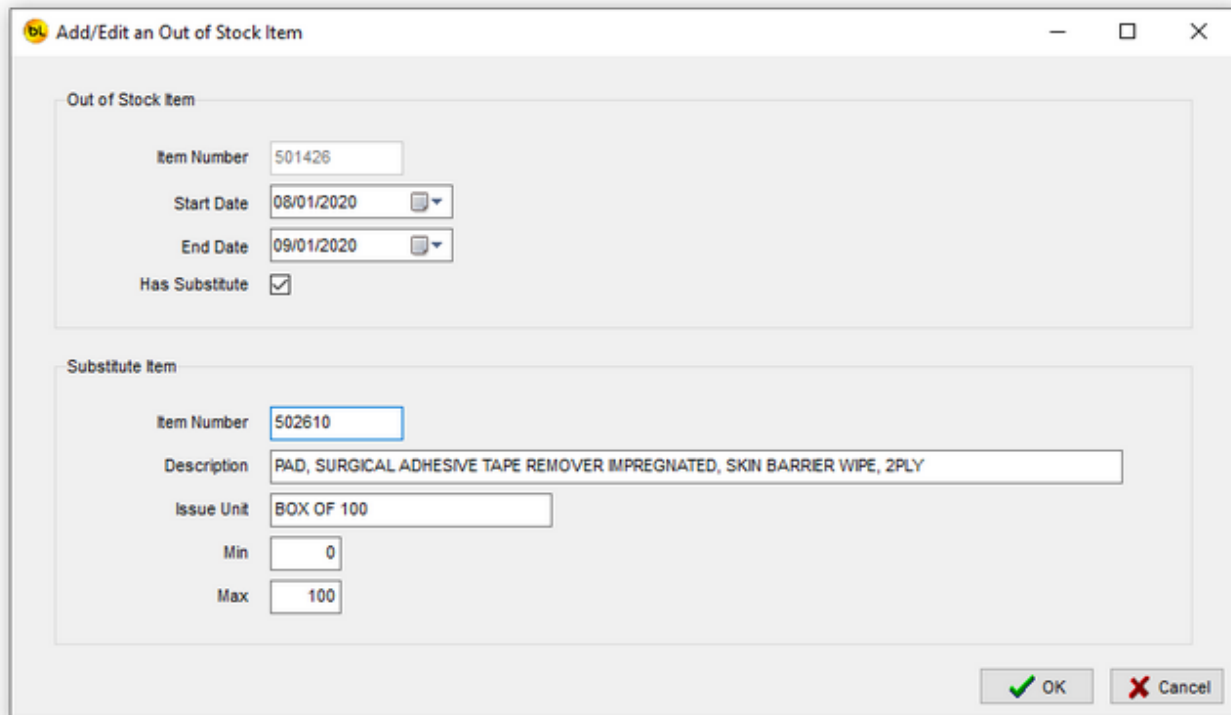 bL Add/Edit an Out of Stock Item
Out of Stock Item
Item Number 501426
Start Date 08/01/2020
End Date 09/01/2020
Has Substitute
Substitute Item
Item Number 502610
Description PAD, SURGICAL ADHESIVE TAPE REMOVER IMPREGNATED, SKIN BARRIER WIPE, 2PLY
Issue Unit BOX OF 100
Min 0
Max 100
OK Cancel